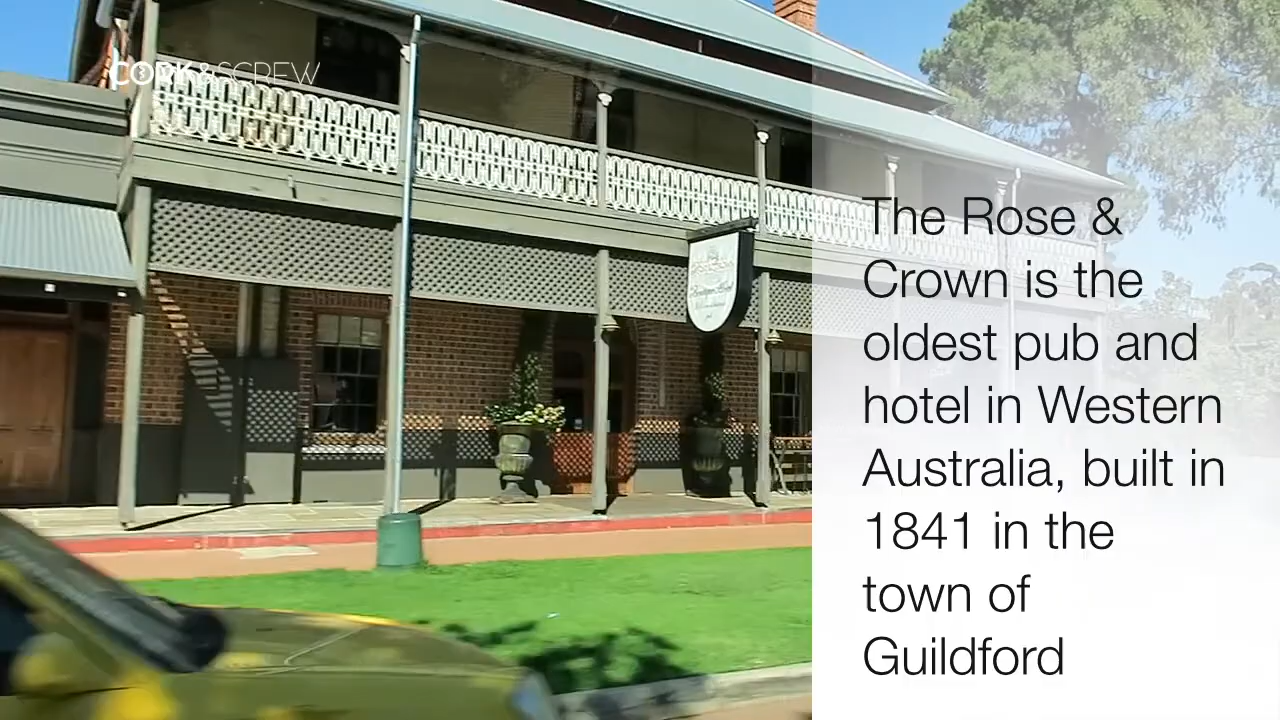 CORK&SCREW
The Rose &
Crown is the
oldest pub and
hotel in Western
Australia, built in
1841 in the
town of
Guildford